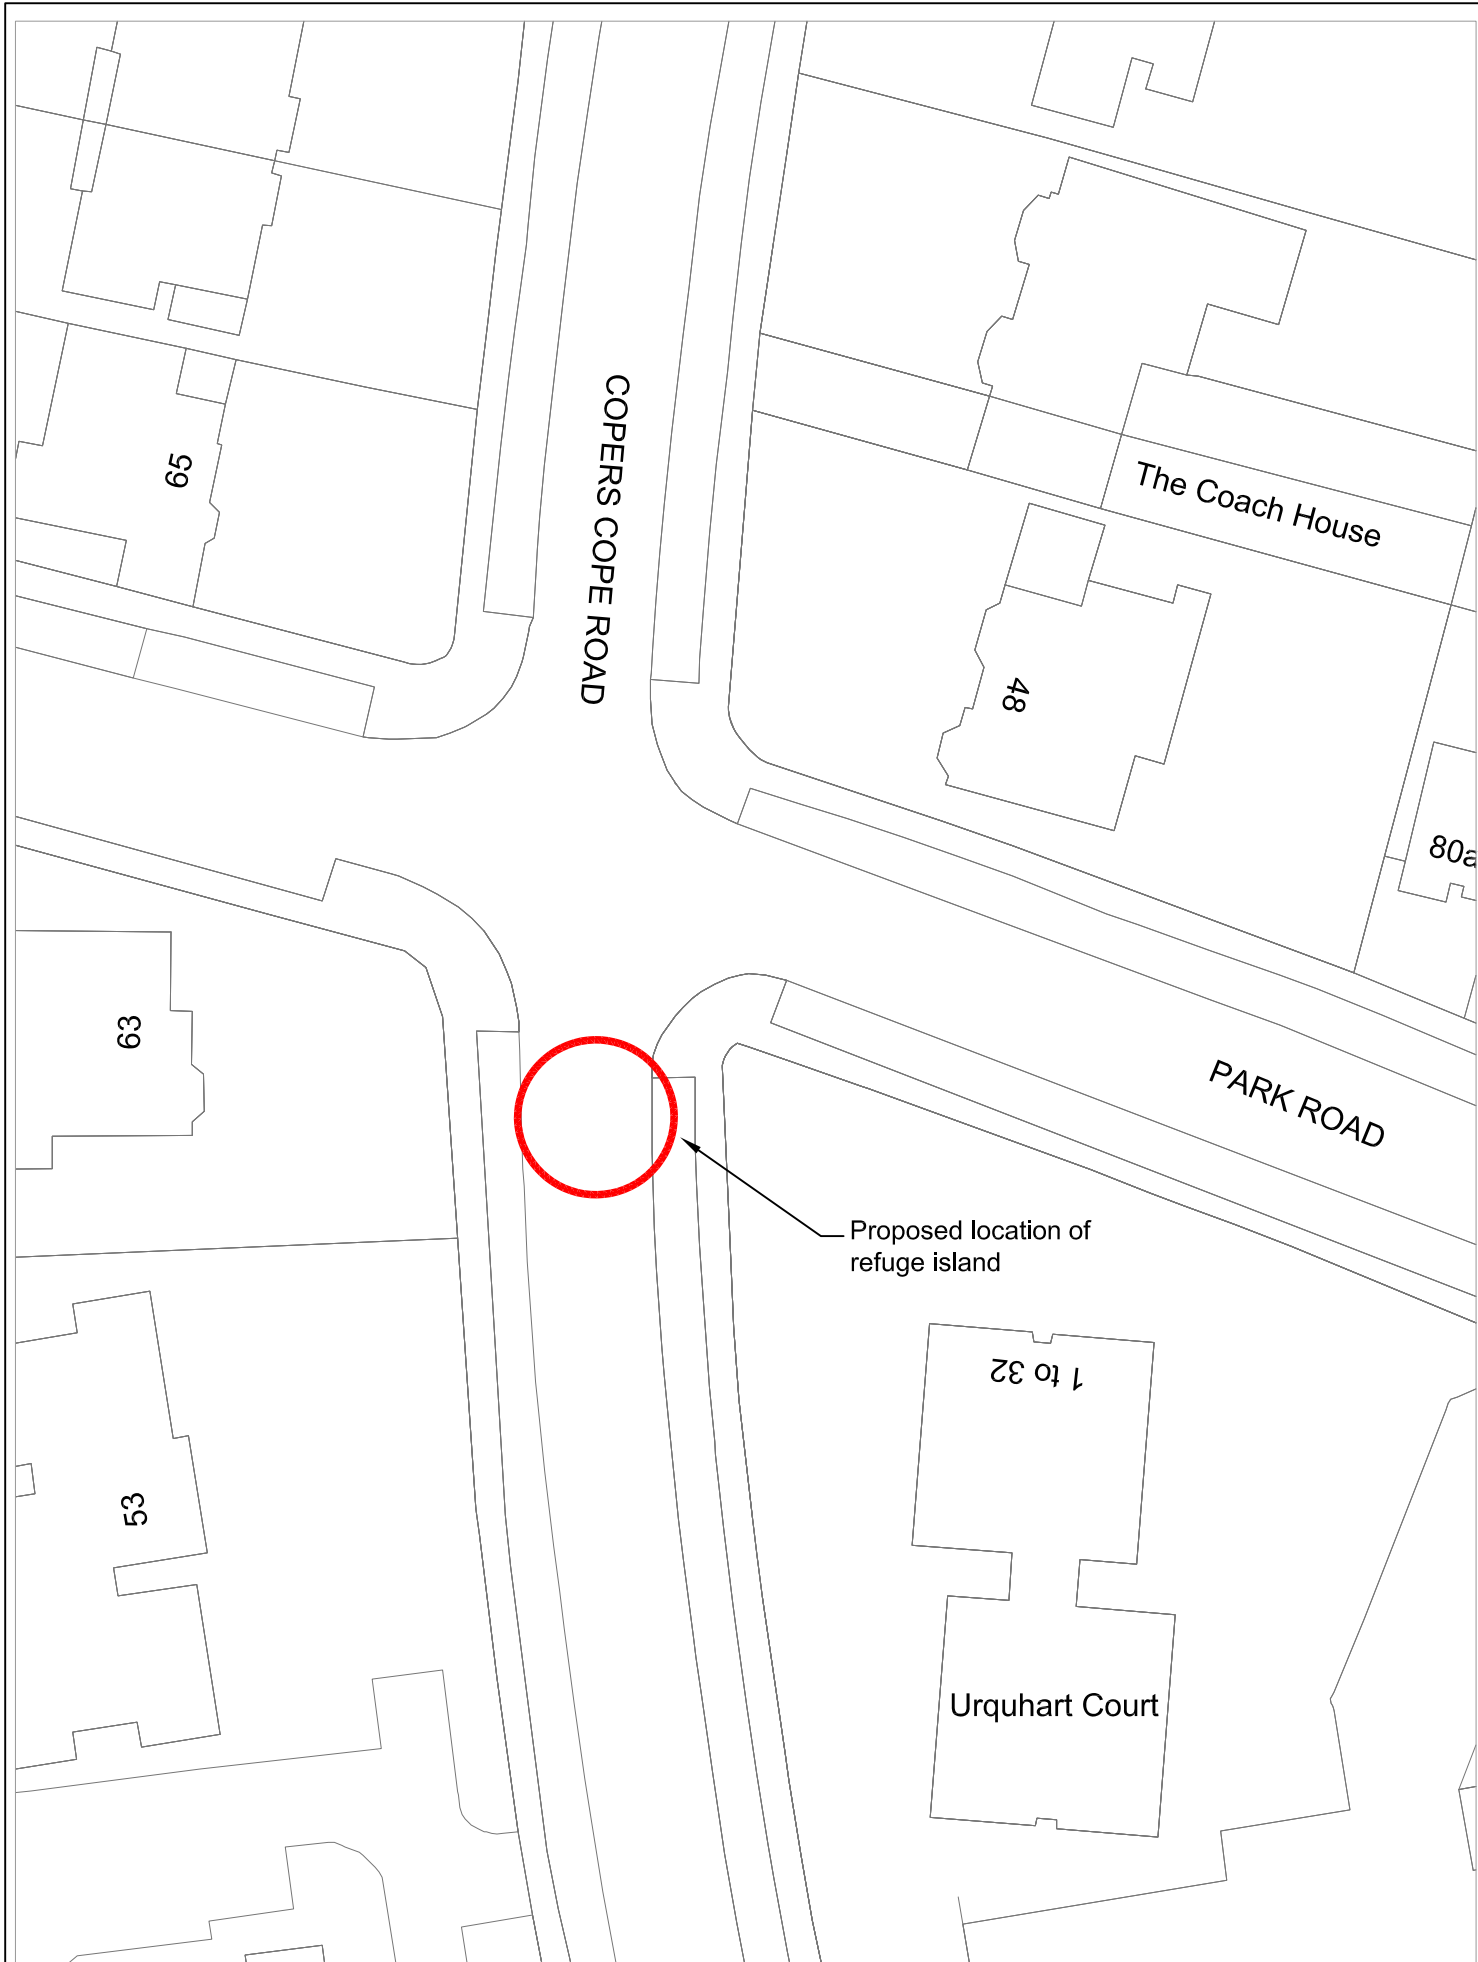 COPERS COPE ROAD
65
The Coach House
48
80a
63
PARK ROAD
Proposed location of
refuge island
1 to 32
53
Urquhart Court